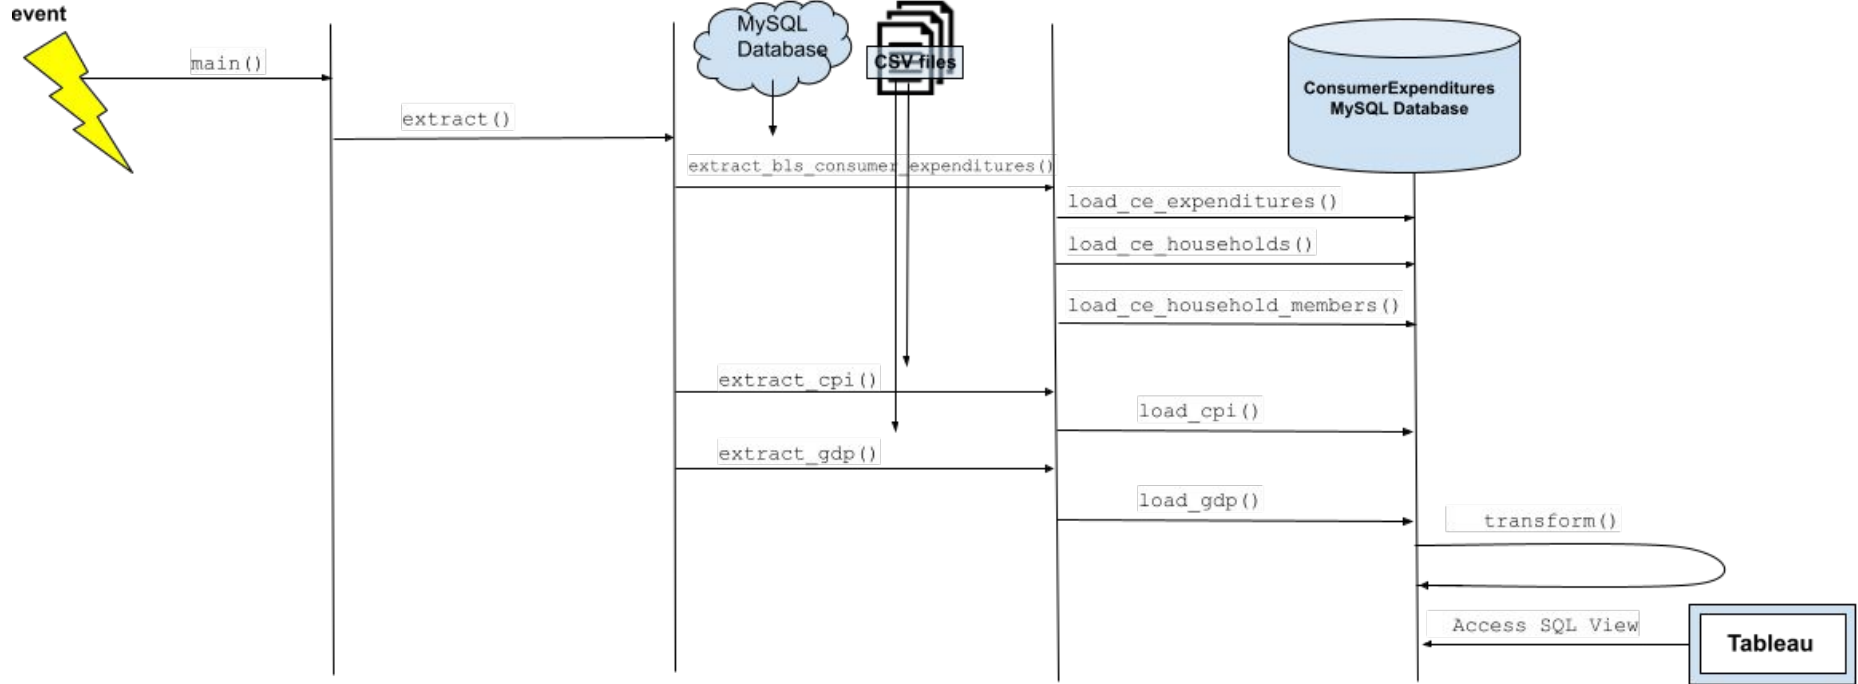 event
main()
extract()
MySQL
Database
CSV files
ConsumerExpenditures
MySQL Database
extract_bls_consumer_expenditures()
load_ce_expenditures()
load_ce_households()
load_ce_household_members()
extract_cpi()
load_cpi()
extract_gdp()
load_gdp()
transform()
Access SQL View
Tableau